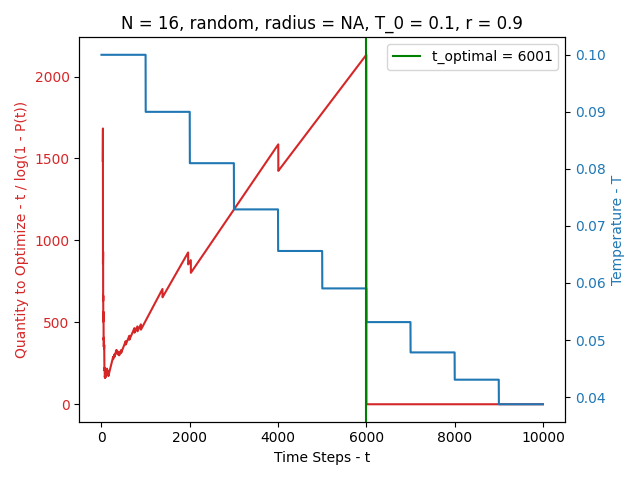 N = 16, random, radius = NA, T_0 = 0.1, r = 0.9
t_optimal = 6001
Quantity to Optimize - t / log(1 - P(t))
2000
1500
1000
500
0
0.10
0.09
0.08
0.07
0.06
0.05
0.04
Temperature - T
0 2000 4000 6000 8000 10000
Time Steps - t